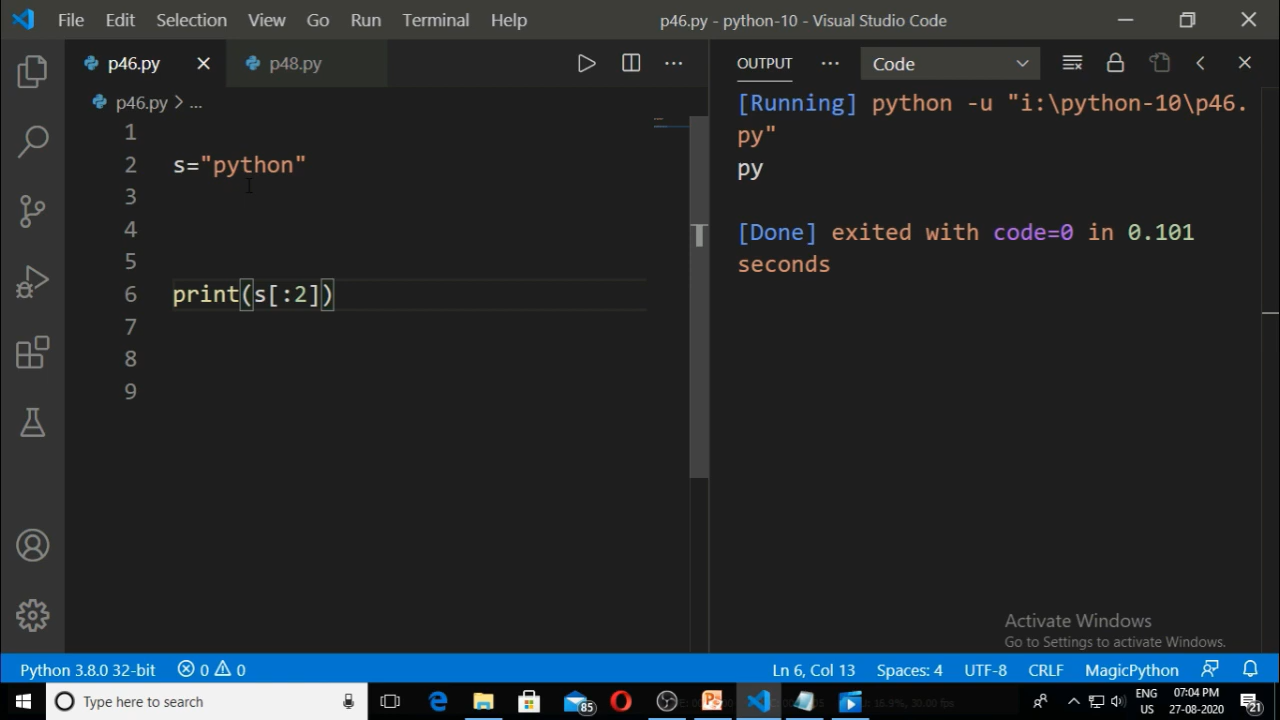 File Edit Selection View Go Run Terminal Help p46.py - python-10 - Visual Studio Code
p46.py p48.py
p46.py > ...
1
2 s="python"
3
4
5
6 print(s[:2])
7
8
9
OUTPUT ... Code
[Running] python -u "i:\python-10\p46.
py"
py
[Done] exited with code=0 in 0.101
seconds
Activate Windows
Go to Settings to activate Windows.
Python 3.8.0 32-bit 0 0 Ln 6, Col 13 Spaces: 4 UTF-8 CRLF MagicPython
Type here to search 85 ENG 07:04 PM
US 27-08-2020 21